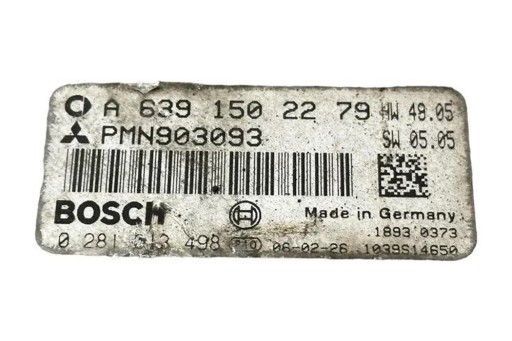 A 639 150 22 79 HW 48.05
PMN903093 SW 05.05
BOSCH Made in Germany
1893 0373
0 281 013 498 P10 06-02-26 1039S14650